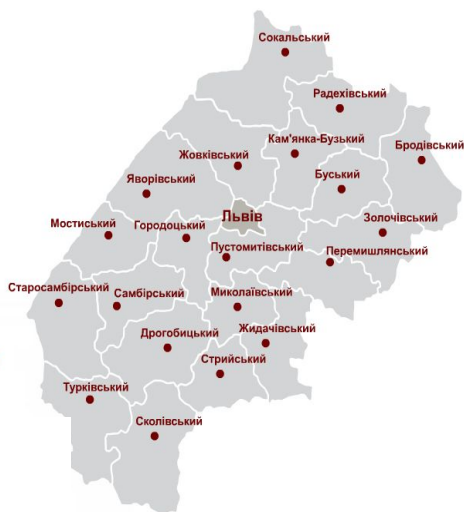 Сокальський
Радехівський
Кам'янка-Бузький
Бродівський
Жовківський
Буський
Яворівський
Львів
Золочівський
Мостиський
Городоцький
Пустомитівський
Перемишлянський
Старосамбірський
Самбірський
Миколаївський
Дрогобицький
Жидачівський
Стрийський
Турківський
Сколівський